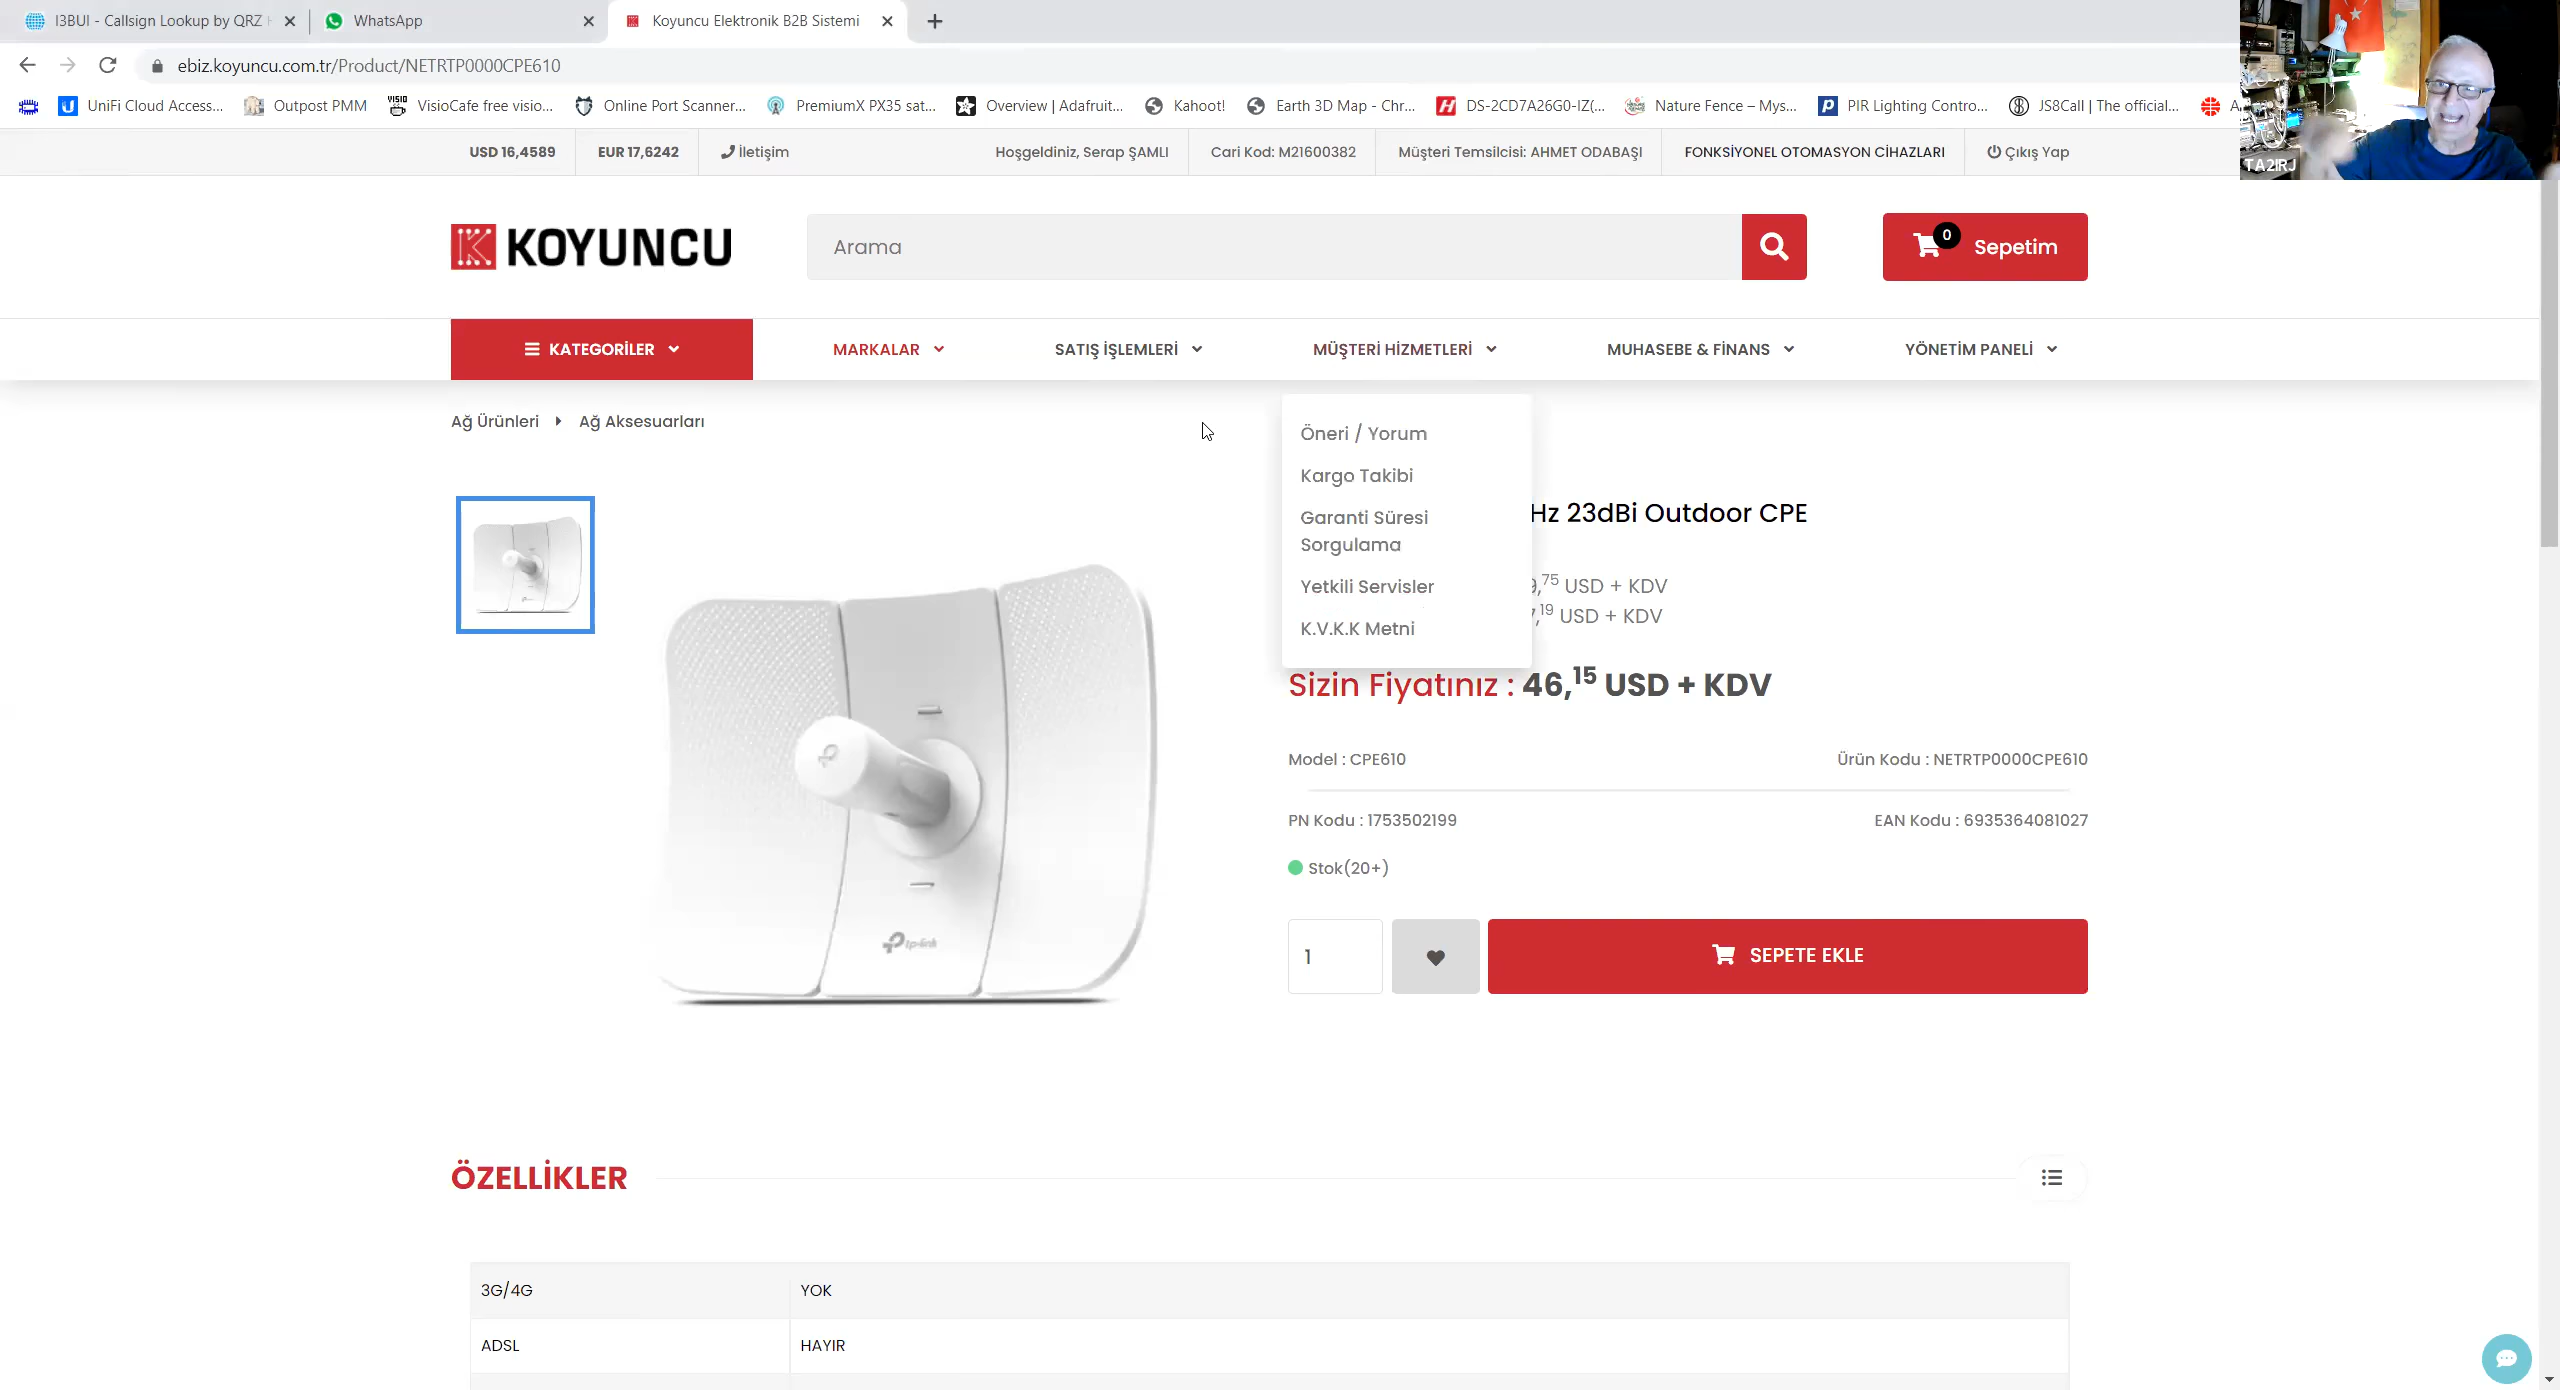 I3BUI - Callsign Lookup by QRZ
WhatsApp
Koyuncu Elektronik B2B Sistemi
ebiz.koyuncu.com.tr/Product/NETRTP0000CPE610
UniFi Cloud Access...
Outpost PMM
VisioCafe free visio...
Online Port Scanner...
PremiumX PX35 sat...
Overview | Adafruit...
Kahoot!
Earth 3D Map - Chr...
DS-2CD7A26G0-IZ(...
Nature Fence – Mys...
PIR Lighting Contro...
JS8Call | The official...
TA2IRJ
USD 16,4589
EUR 17,6242
İletişim
Hoşgeldiniz, Serap ŞAMLI
Cari Kod: M21600382
Müşteri Temsilcisi: AHMET ODABAŞI
FONKSİYONEL OTOMASYON CİHAZLARI
Çıkış Yap
KOYUNCU
Arama
0
Sepetim
KATEGORİLER
MARKALAR
SATIŞ İŞLEMLERİ
MÜŞTERİ HİZMETLERİ
MUHASEBE & FİNANS
YÖNETİM PANELİ
Ağ Ürünleri
Ağ Aksesuarları
Öneri / Yorum
Kargo Takibi
Garanti Süresi
Sorgulama
Yetkili Servisler
K.V.K.K Metni
Hz 23dBi Outdoor CPE
9,75 USD + KDV
7,19 USD + KDV
Sizin Fiyatınız : 46,15 USD + KDV
Model : CPE610
Ürün Kodu : NETRTP0000CPE610
PN Kodu : 1753502199
EAN Kodu : 6935364081027
Stok(20+)
1
SEPETE EKLE
tp-link
ÖZELLİKLER
3G/4G
YOK
ADSL
HAYIR